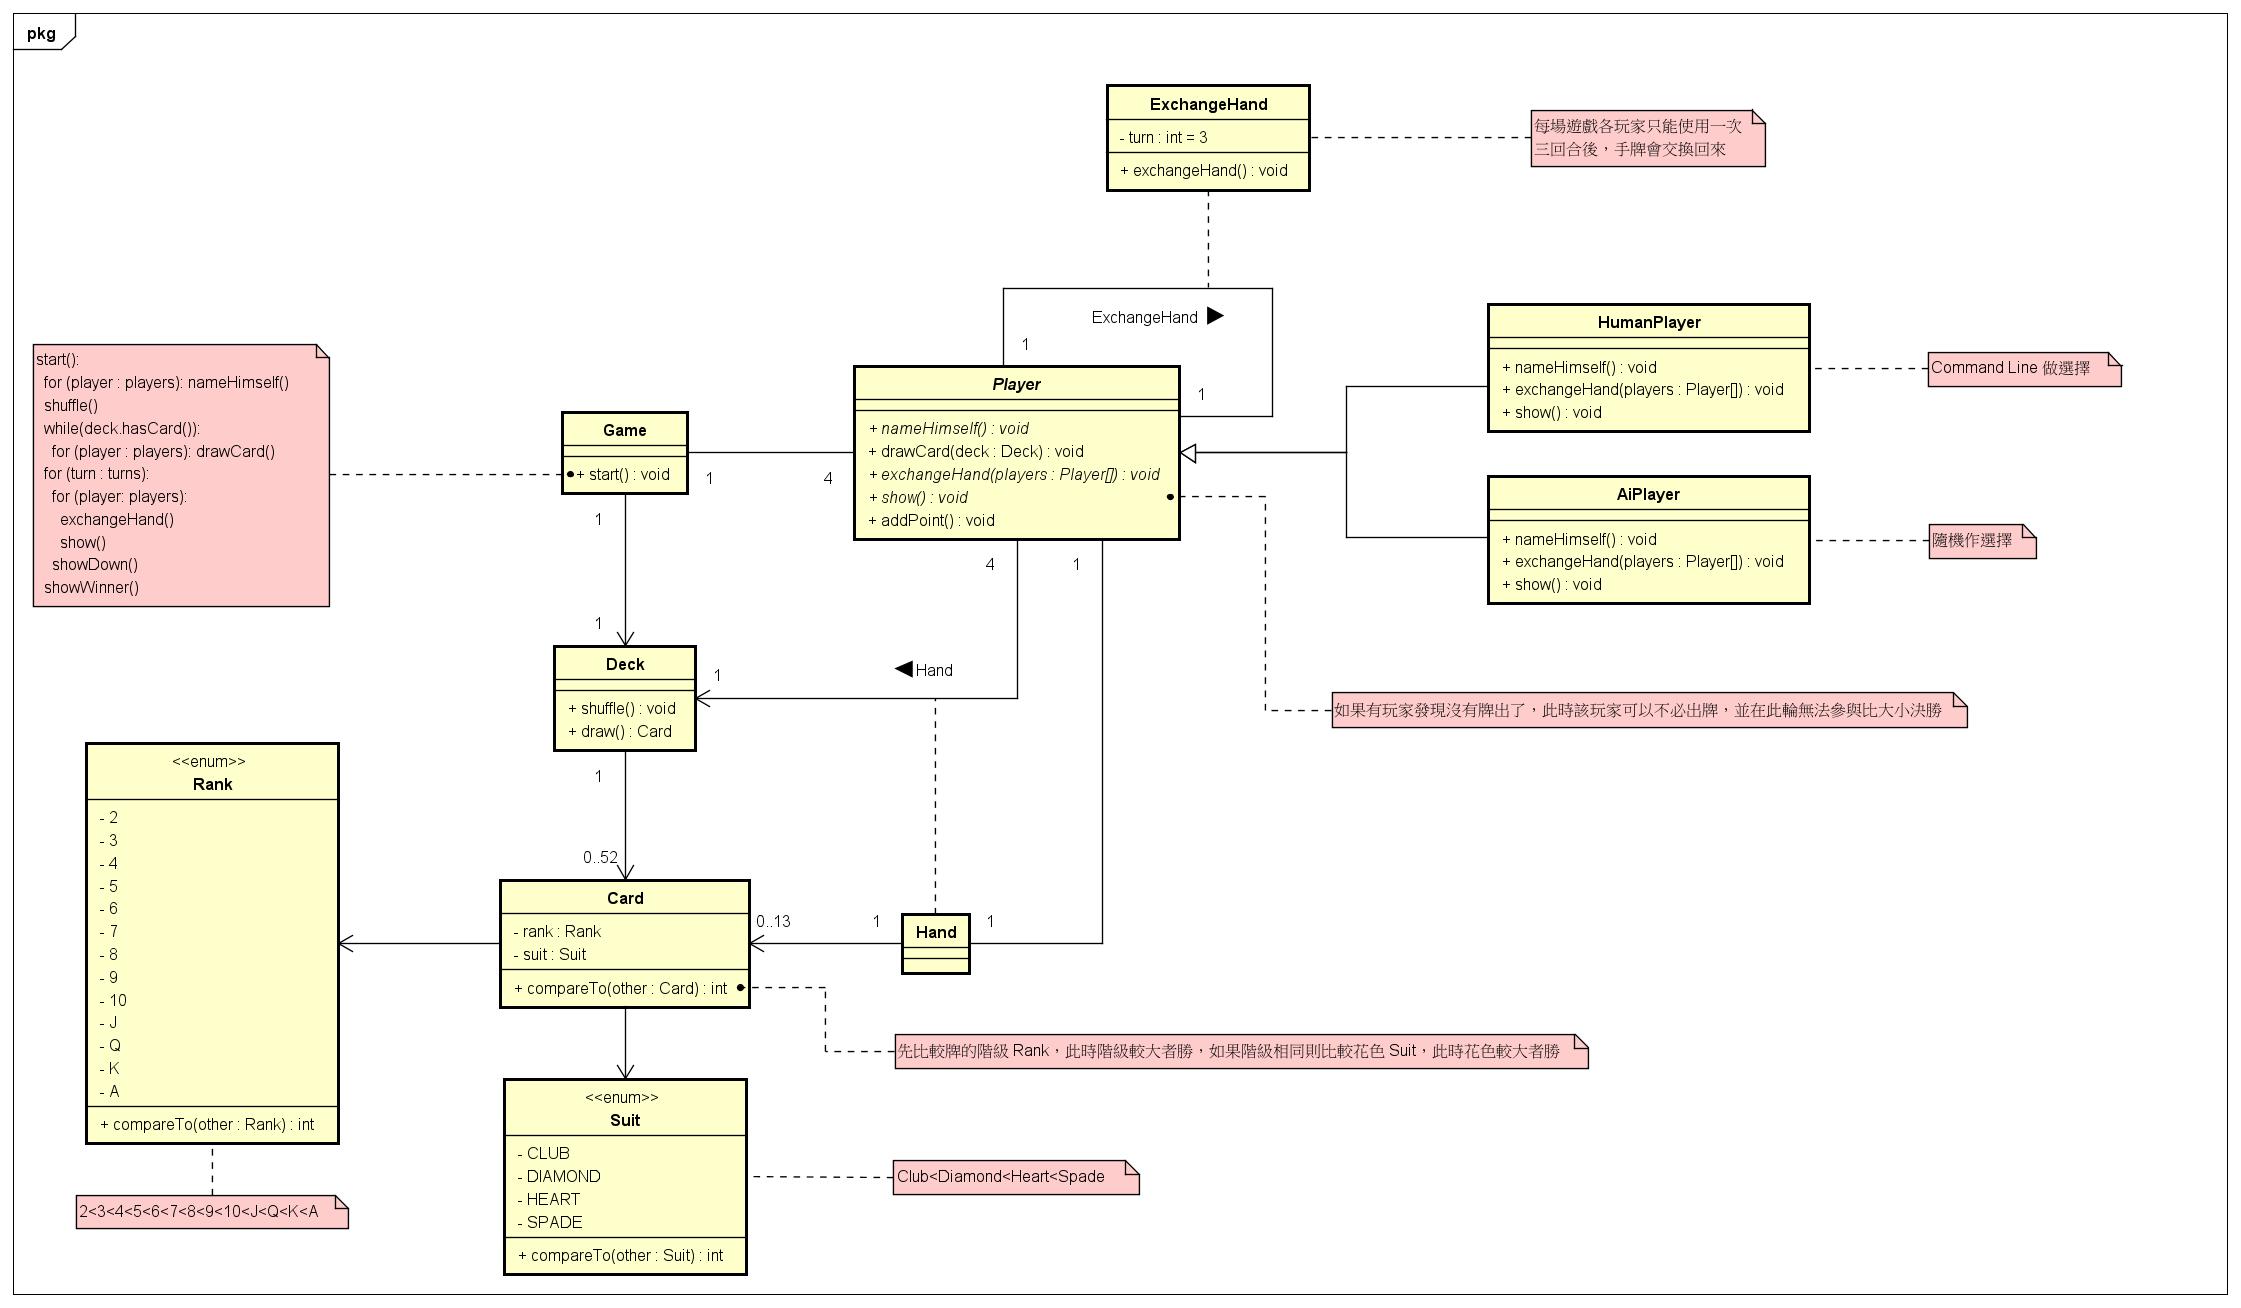 pkg
ExchangeHand
- turn : int = 3
+ exchangeHand() : void
每場遊戲各玩家只能使用一次
三回合後，手牌會交換回來
ExchangeHand
1
1
Player
+ nameHimself() : void
+ drawCard(deck : Deck) : void
+ exchangeHand(players : Player[]) : void
+ show() : void
+ addPoint() : void
HumanPlayer
+ nameHimself() : void
+ exchangeHand(players : Player[]) : void
+ show() : void
Command Line 做選擇
AiPlayer
+ nameHimself() : void
+ exchangeHand(players : Player[]) : void
+ show() : void
隨機作選擇
start():
for (player : players): nameHimself()
shuffle()
while(deck.hasCard()):
for (player : players): drawCard()
for (turn : turns):
for (player: players):
exchangeHand()
show()
showDown()
showWinner()
Game
+ start() : void
1
4
1
1
4
1
Deck
+ shuffle() : void
+ draw() : Card
1
Hand
如果有玩家發現沒有牌出了，此時該玩家可以不必出牌，並在此輪無法參與比大小決勝
1
0..52
<<enum>>
Rank
- 2
- 3
- 4
- 5
- 6
- 7
- 8
- 9
- 10
- J
- Q
- K
- A
+ compareTo(other : Rank) : int
2<3<4<5<6<7<8<9<10<J<Q<K<A
Card
- rank : Rank
- suit : Suit
+ compareTo(other : Card) : int
0..13
1
Hand
1
先比較牌的階級 Rank，此時階級較大者勝，如果階級相同則比較花色 Suit，此時花色較大者勝
<<enum>>
Suit
- CLUB
- DIAMOND
- HEART
- SPADE
+ compareTo(other : Suit) : int
Club<Diamond<Heart<Spade